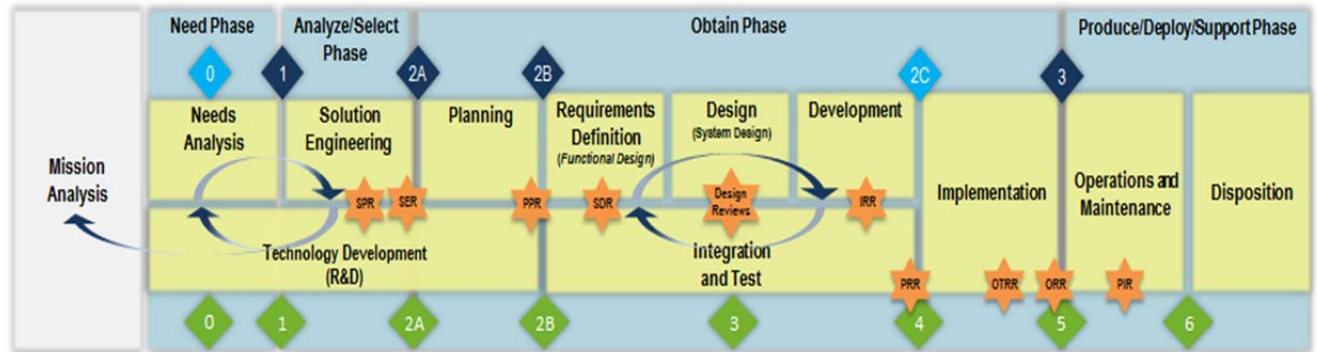 Need Phase
Analyze/Select
Phase
Obtain Phase
Produce/Deploy/Support Phase
0
1
2A
2B
2C
3
Mission
Analysis
Needs
Analysis
Solution
Engineering
Planning
Requirements
Definition
(Functional Design)
Design
(System Design)
Development
Implementation
Operations and
Maintenance
Disposition
SPR
SER
PPR
SDR
Design
Reviews
IRR
Technology Development
(R&D)
Integration
and Test
PRR
OTRR
ORR
PIR
0
1
2A
2B
3
4
5
6